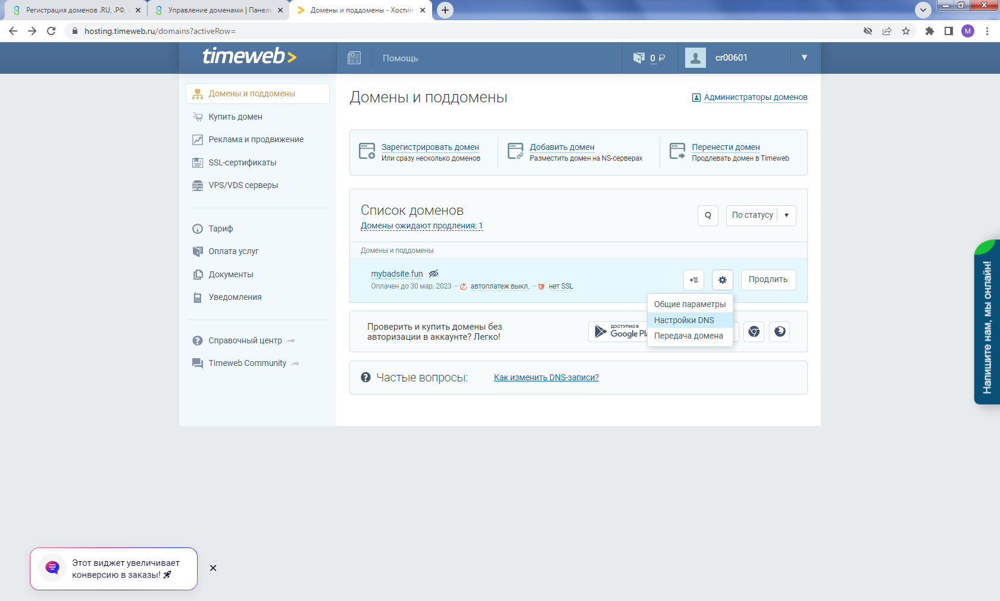 Регистрация доменов .RU, .РФ,
Управление доменами | Панель
Домены и поддомены - Хостин
hosting.timeweb.ru/domains?activeRow=
M
timeweb>
Помощь
0 ₽
cr00601
Домены и поддомены
Купить домен
Реклама и продвижение
SSL-сертификаты
VPS/VDS серверы
Тариф
Оплата услуг
Документы
Уведомления
Справочный центр
Timeweb Community
Домены и поддомены
Администраторы доменов
Зарегистрировать домен
Или сразу несколько доменов
Добавить домен
Разместить домен на NS-серверах
Перенести домен
Продлевать домен в Timeweb
Список доменов
Домены ожидают продления: 1
По статусу
Домены и поддомены
mybadsite.fun
Оплачен до 30 мар. 2023 – автоплатеж выкл. – нет SSL
Продлить
Общие параметры
Настройки DNS
Передача домена
Проверить и купить домены без
авторизации в аккаунте? Легко!
ДОСТУПНО В
Google Pla
Частые вопросы:
Как изменить DNS-записи?
Напишите нам, мы онлайн!
Этот виджет увеличивает
конверсию в заказы! 🚀